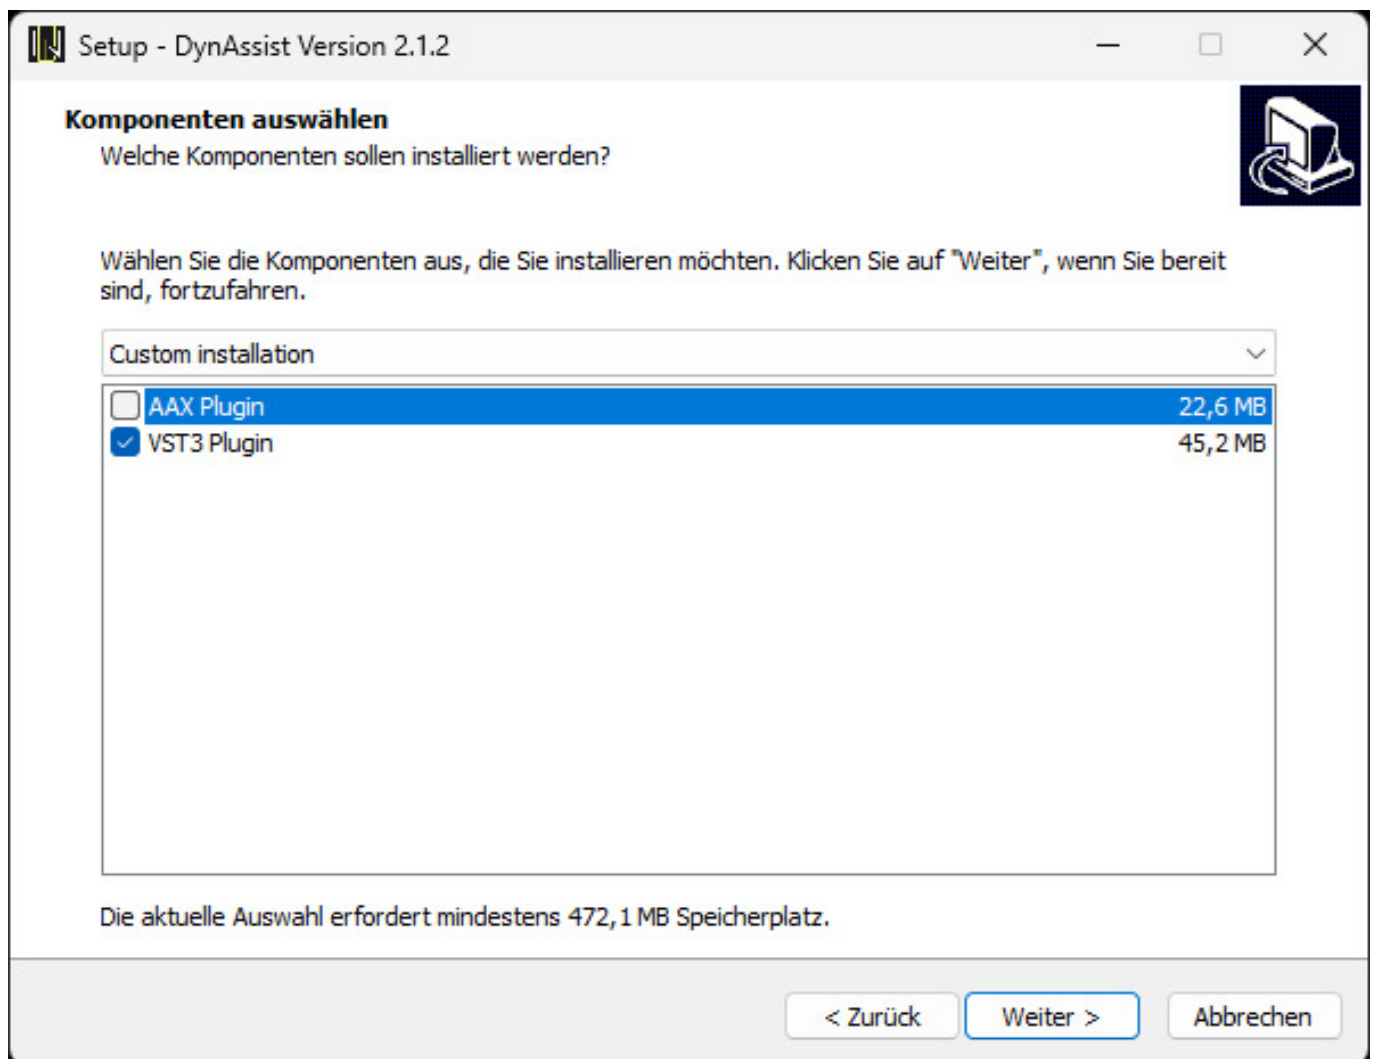 Setup - DynAssist Version 2.1.2
Komponenten auswählen
Welche Komponenten sollen installiert werden?
Wählen Sie die Komponenten aus, die Sie installieren möchten. Klicken Sie auf "Weiter", wenn Sie bereit
sind, fortzufahren.
Custom installation
AAX Plugin 22,6 MB
VST3 Plugin 45,2 MB
Die aktuelle Auswahl erfordert mindestens 472,1 MB Speicherplatz.
< Zurück Weiter > Abbrechen